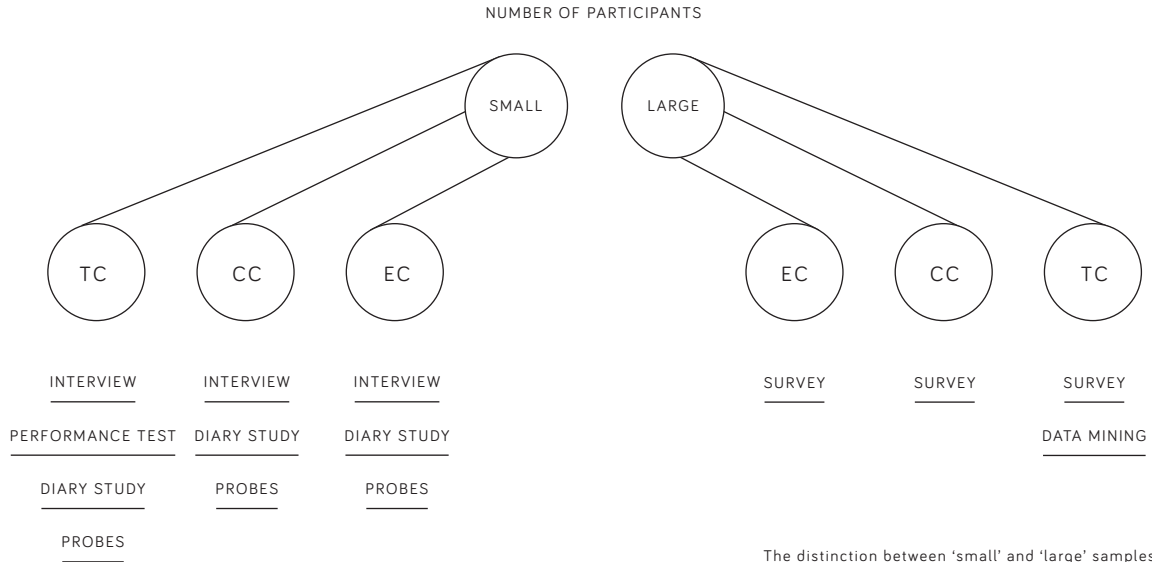 NUMBER OF PARTICIPANTS
SMALL LARGE
TC CC EC EC CC TC
INTERVIEW INTERVIEW INTERVIEW SURVEY SURVEY SURVEY
PERFORMANCE TEST DIARY STUDY DIARY STUDY DATA MINING
DIARY STUDY PROBES PROBES
PROBES
The distinction between ‘small’ and ‘large’ samples